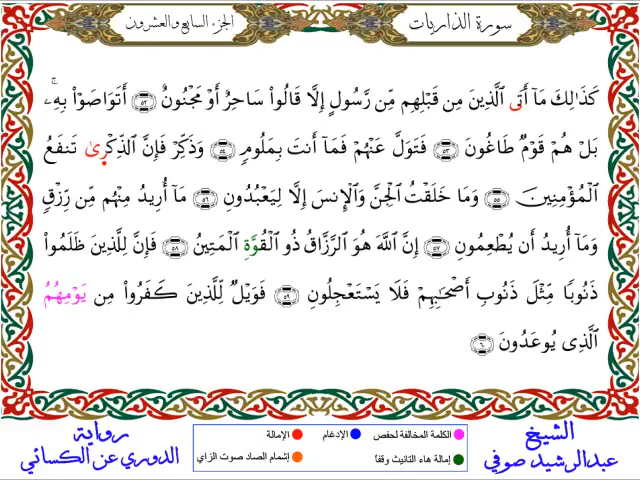 سورة الذاريات
الجزء السابع والعشرون
كَذَٰلِكَ مَآ أَتَى ٱلَّذِينَ مِن قَبْلِهِم مِّن رَّسُولٍ إِلَّا قَالُوا۟ سَاحِرٌ أَوْ مَجْنُونٌ ٥٢ أَتَوَاصَوْا۟ بِهِۦۚ
بَلْ هُمْ قَوْمٌ طَاغُونَ ٥٣ فَتَوَلَّ عَنْهُمْ فَمَآ أَنتَ بِمَلُومٍ ٥٤ وَذَكِّرْ فَإِنَّ ٱلذِّكْرَىٰ تَنفَعُ
ٱلْمُؤْمِنِينَ ٥٥ وَمَا خَلَقْتُ ٱلْجِنَّ وَٱلْإِنسَ إِلَّا لِيَعْبُدُونِ ٥٦ مَآ أُرِيدُ مِنْهُم مِّن رِّزْقٍ
وَمَآ أُرِيدُ أَن يُطْعِمُونِ ٥٧ إِنَّ ٱللَّهَ هُوَ ٱلرَّزَّاقُ ذُو ٱلْقُوَّةِ ٱلْمَتِينُ ٥٨ فَإِنَّ لِلَّذِينَ ظَلَمُوا۟
ذَنُوبًا مِّثْلَ ذَنُوبِ أَصْحَٰبِهِمْ فَلَا يَسْتَعْجِلُونِ ٥٩ فَوَيْلٌ لِّلَّذِينَ كَفَرُوا۟ مِن يَوْمِهُمُ
ٱلَّذِى يُوعَدُونَ ٦٠
الشيخ
عبدالرشيد صوفي
الكلمة المخالفة لحفص
الإدغام
الإمالة
إمالة هاء التانيث وقفاً
إشمام الصاد صوت الزاي
رواية
الدوري عن الكسائي